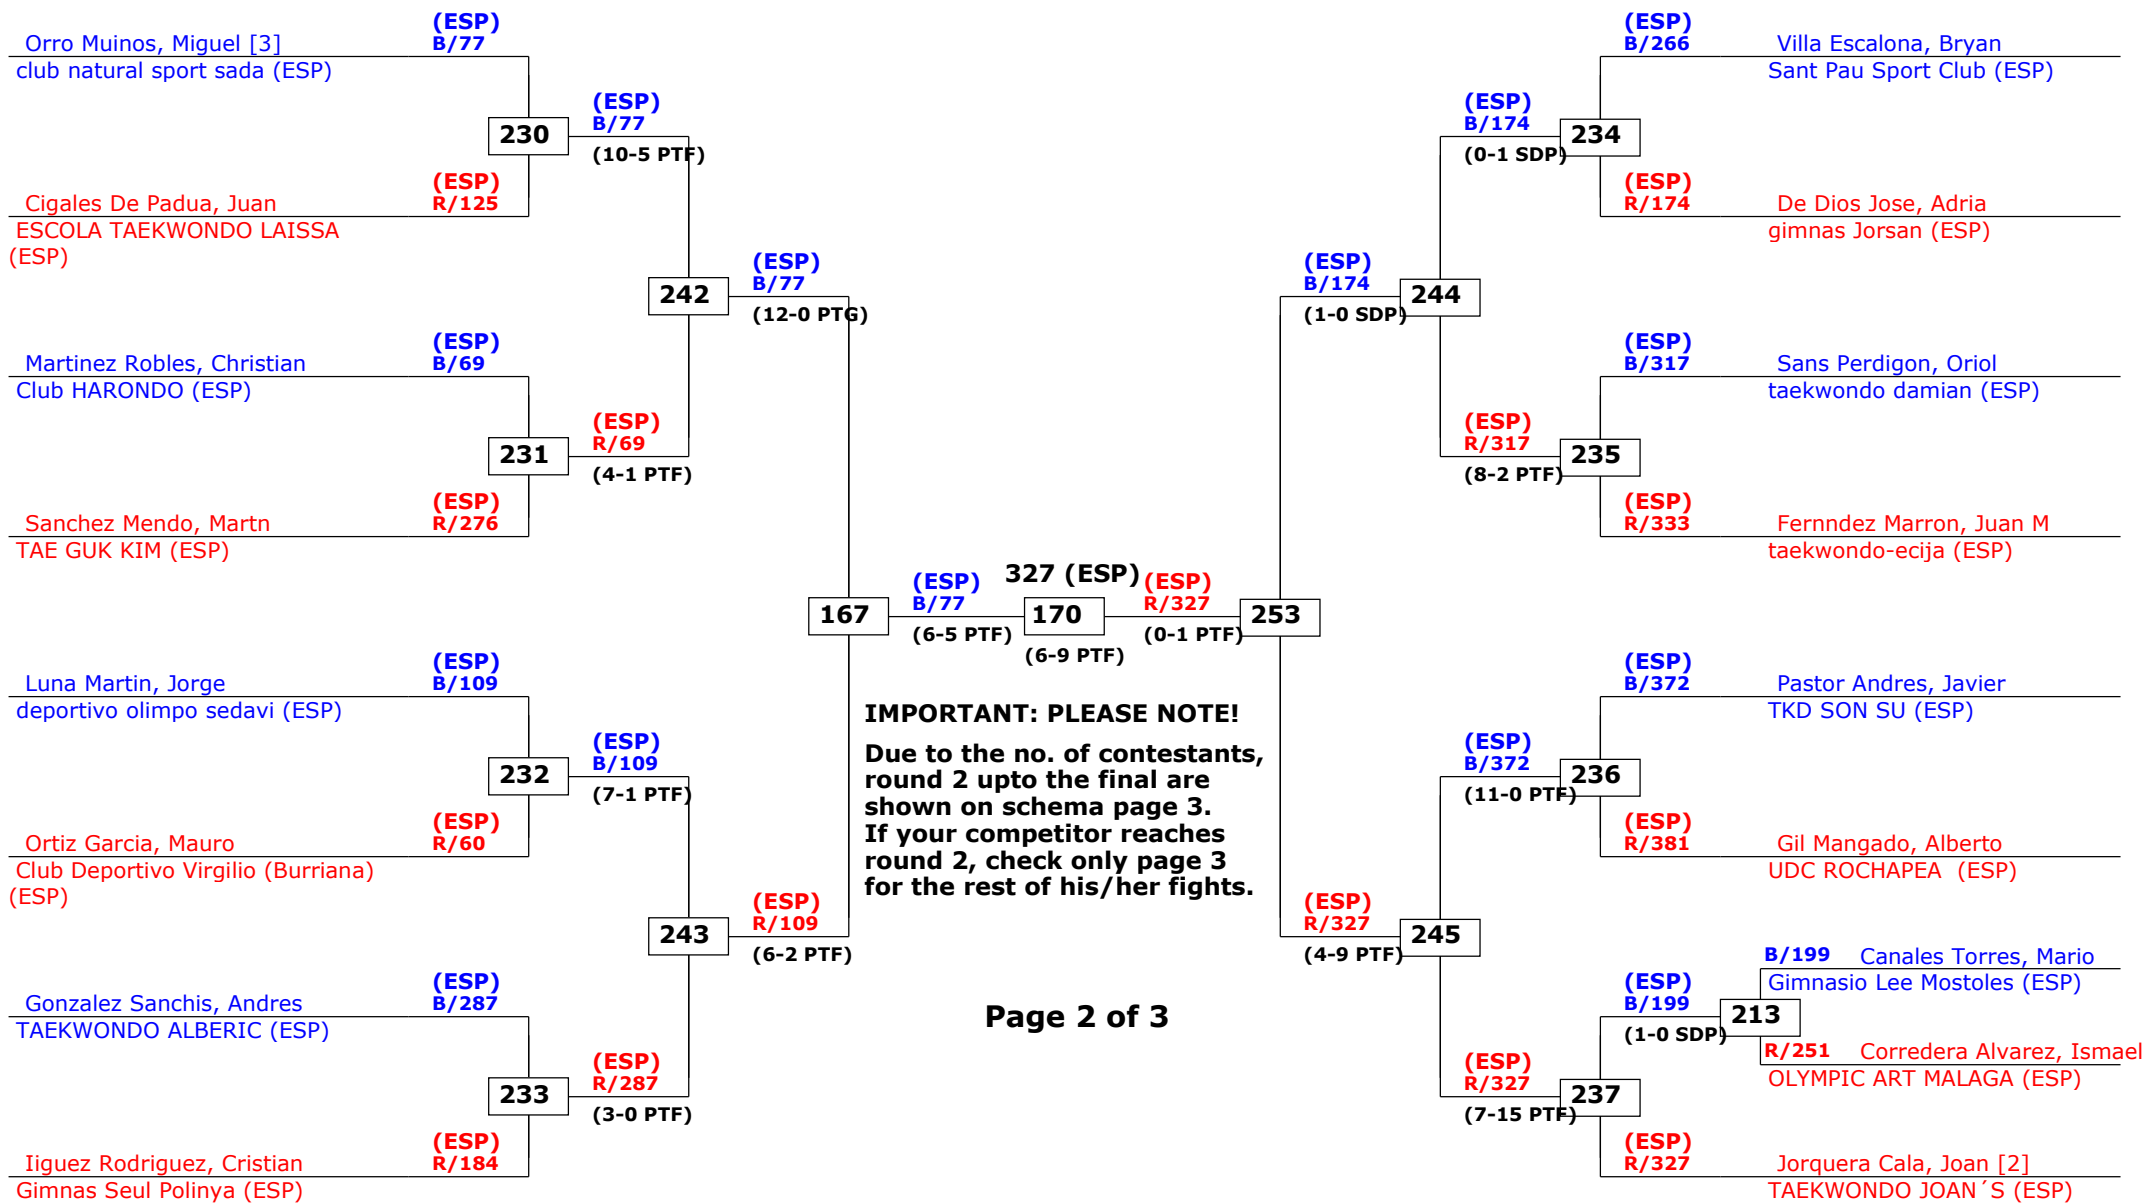 (ESP)
Orro Muinos, Miguel [3] B/77
club natural sport sada (ESP)
230
(ESP)
B/77
(10-5 PTF)
(ESP)
Cigales De Padua, Juan R/125
ESCOLA TAEKWONDO LAISSA
(ESP)
242
(ESP)
B/77
(12-0 PTG)
(ESP)
Martinez Robles, Christian B/69
Club HARONDO (ESP)
231
(ESP)
R/69
(4-1 PTF)
(ESP)
Sanchez Mendo, Martn R/276
TAE GUK KIM (ESP)
167
(ESP)
B/77
(6-5 PTF)
(ESP)
Luna Martin, Jorge B/109
deportivo olimpo sedavi (ESP)
232
(ESP)
B/109
(7-1 PTF)
(ESP)
Ortiz Garcia, Mauro R/60
Club Deportivo Virgilio (Burriana)
(ESP)
243
(ESP)
R/109
(6-2 PTF)
(ESP)
Gonzalez Sanchis, Andres B/287
TAEKWONDO ALBERIC (ESP)
233
(ESP)
R/287
(3-0 PTF)
(ESP)
Iiguez Rodriguez, Cristian R/184
Gimnas Seul Polinya (ESP)
327 (ESP)
170
(6-9 PTF)
IMPORTANT: PLEASE NOTE!
Due to the no. of contestants,
round 2 upto the final are
shown on schema page 3.
If your competitor reaches
round 2, check only page 3
for the rest of his/her fights.
Page 2 of 3
(ESP)
R/327
(0-1 PTF)
253
(ESP)
B/266 Villa Escalona, Bryan
Sant Pau Sport Club (ESP)
(ESP)
B/174
(0-1 SDP)
234
(ESP)
R/174 De Dios Jose, Adria
gimnas Jorsan (ESP)
(ESP)
B/174
(1-0 SDP)
244
(ESP)
B/317 Sans Perdigon, Oriol
taekwondo damian (ESP)
(ESP)
R/317
(8-2 PTF)
235
(ESP)
R/333 Fernndez Marron, Juan M
taekwondo-ecija (ESP)
(ESP)
B/372 Pastor Andres, Javier
TKD SON SU (ESP)
(ESP)
B/372
(11-0 PTF)
236
(ESP)
R/381 Gil Mangado, Alberto
UDC ROCHAPEA (ESP)
(ESP)
R/327
(4-9 PTF)
245
B/199 Canales Torres, Mario
Gimnasio Lee Mostoles (ESP)
(ESP)
B/199
(1-0 SDP)
213
R/251 Corredera Alvarez, Ismael
OLYMPIC ART MALAGA (ESP)
(ESP)
R/327
(7-15 PTF)
237
(ESP)
R/327 Jorquera Cala, Joan [2]
TAEKWONDO JOAN´S (ESP)